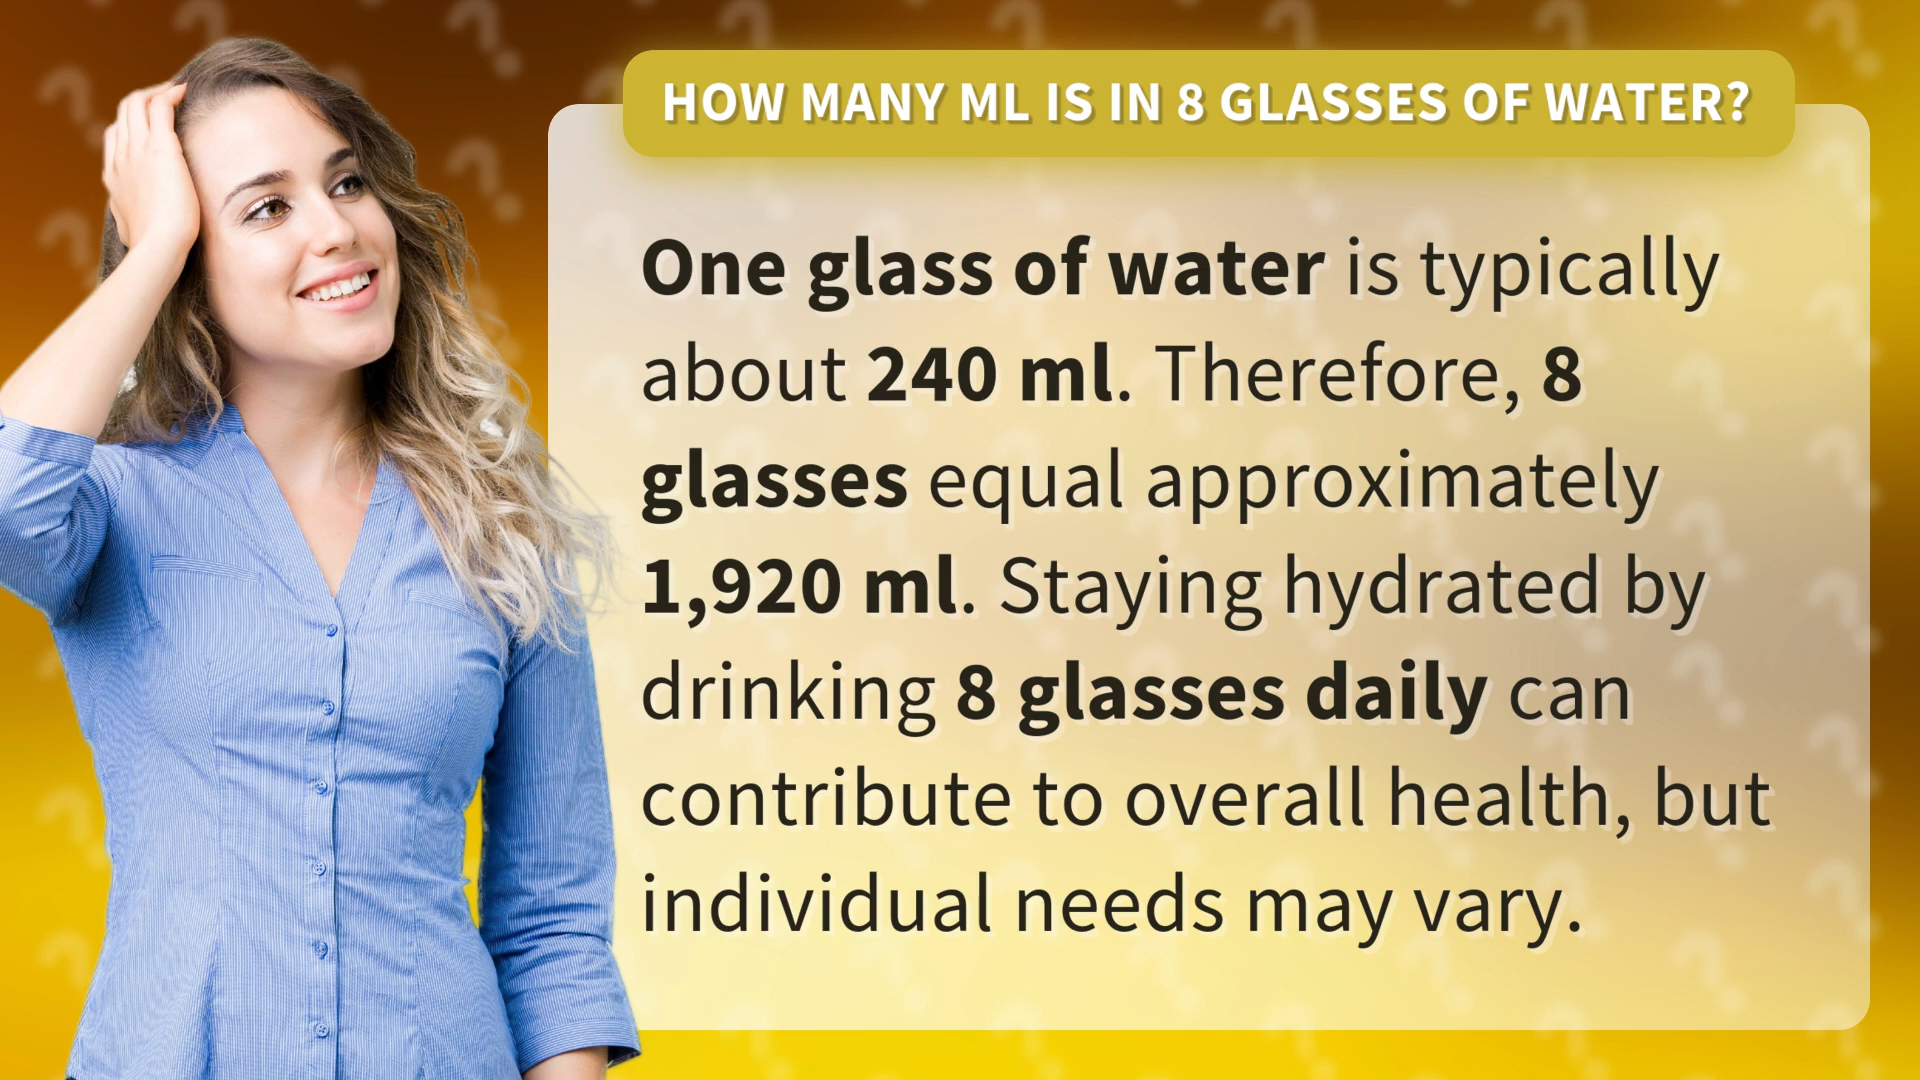 HOW MANY ML IS IN 8 GLASSES OF WATER?
One glass of water is typically
about 240 ml. Therefore, 8
glasses equal approximately
1,920 ml. Staying hydrated by
drinking 8 glasses daily can
contribute to overall health, but
individual needs may vary.